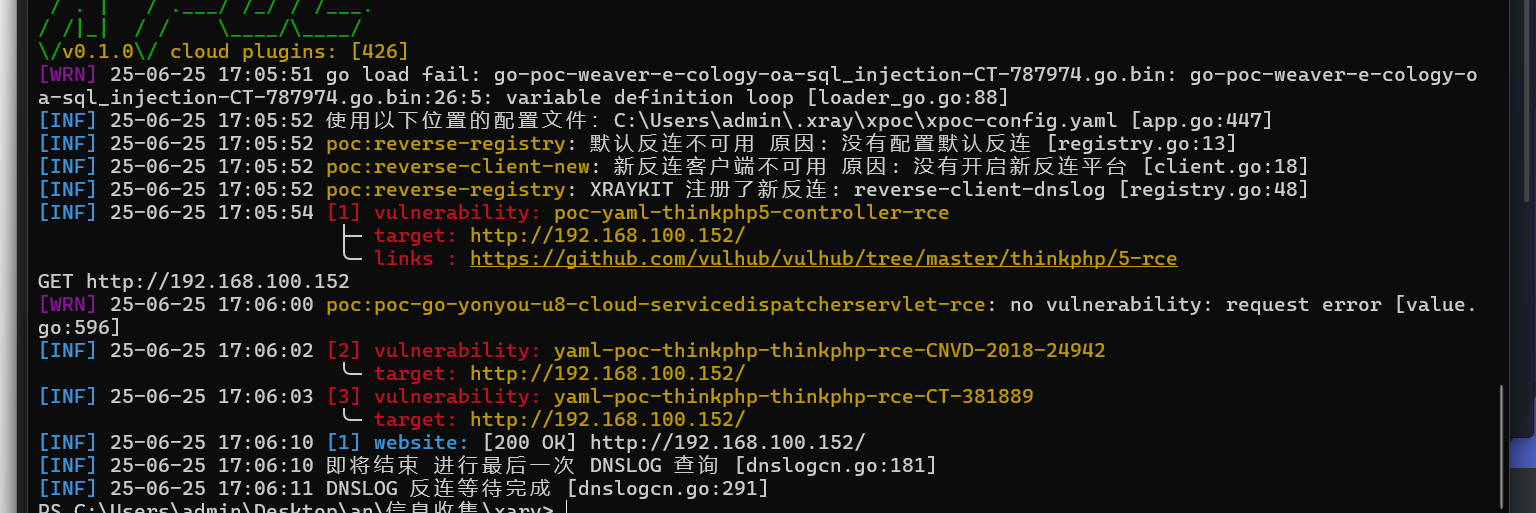 \/v0.1.0\/ cloud plugins: [426]
[WRN] 25-06-25 17:05:51 go load fail: go-poc-weaver-e-cology-oa-sql_injection-CT-787974.go.bin: go-poc-weaver-e-cology-o
a-sql_injection-CT-787974.go.bin:26:5: variable definition loop [loader_go.go:88]
[INF] 25-06-25 17:05:52 使用以下位置的配置文件: C:\Users\admin\.xray\xpoc\xpoc-config.yaml [app.go:447]
[INF] 25-06-25 17:05:52 poc:reverse-registry: 默认反连不可用 原因: 没有配置默认反连 [registry.go:13]
[INF] 25-06-25 17:05:52 poc:reverse-client-new: 新反连客户端不可用 原因: 没有开启新反连平台 [client.go:18]
[INF] 25-06-25 17:05:52 poc:reverse-registry: XRAYKIT 注册了新反连: reverse-client-dnslog [registry.go:48]
[INF] 25-06-25 17:05:54 [1] vulnerability: poc-yaml-thinkphp5-controller-rce
target: http://192.168.100.152/
links : https://github.com/vulhub/vulhub/tree/master/thinkphp/5-rce
GET http://192.168.100.152
[WRN] 25-06-25 17:06:00 poc:poc-go-yonyou-u8-cloud-servicedispatcherservlet-rce: no vulnerability: request error [value.
go:596]
[INF] 25-06-25 17:06:02 [2] vulnerability: yaml-poc-thinkphp-thinkphp-rce-CNVD-2018-24942
target: http://192.168.100.152/
[INF] 25-06-25 17:06:03 [3] vulnerability: yaml-poc-thinkphp-thinkphp-rce-CT-381889
target: http://192.168.100.152/
[INF] 25-06-25 17:06:10 [1] website: [200 OK] http://192.168.100.152/
[INF] 25-06-25 17:06:10 即将结束 进行最后一次 DNSLOG 查询 [dnslogcn.go:181]
[INF] 25-06-25 17:06:11 DNSLOG 反连等待完成 [dnslogcn.go:291]
PS C:\Users\admin\Desktop\an\信息收集\xary>